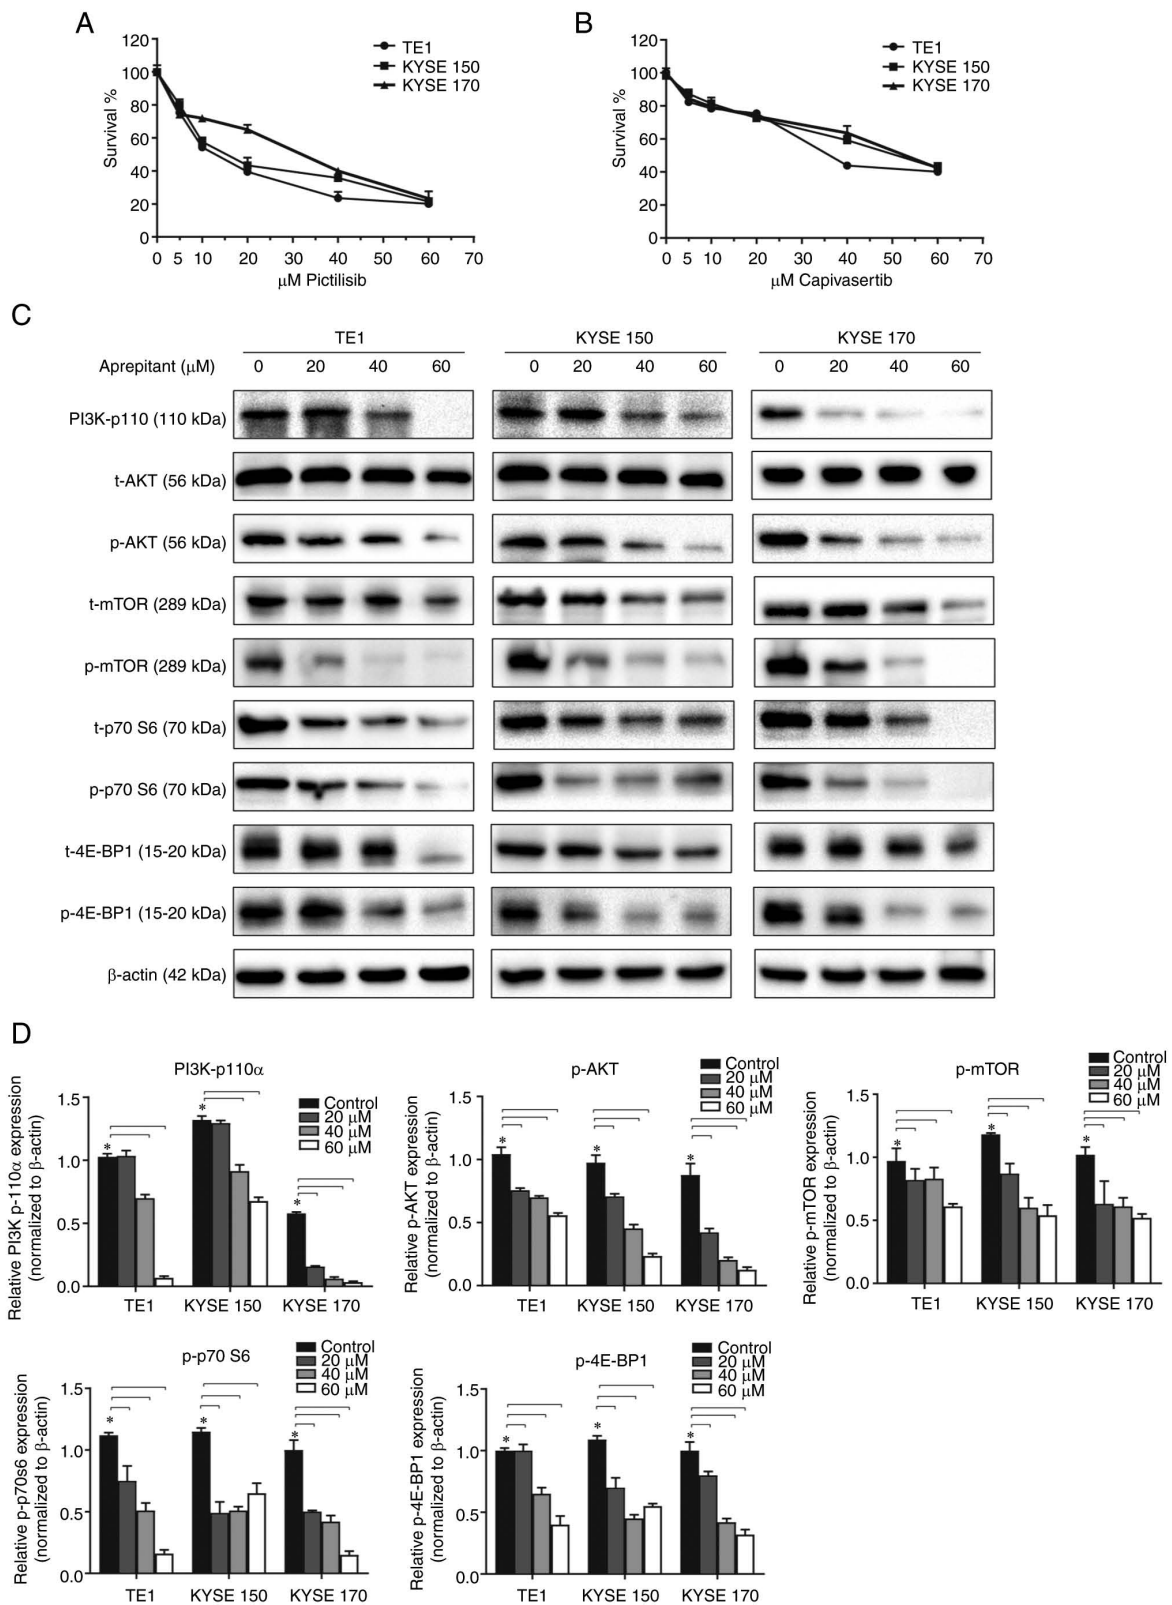 A
120
100
80
60
40
20
0
Survival %
0 5 10 20 30 40 50 60 70
μM Pictilisib
TE1
KYSE 150
KYSE 170
B
120
100
80
60
40
20
0
Survival %
0 5 10 20 30 40 50 60 70
μM Capivasertib
TE1
KYSE 150
KYSE 170
C
TE1 KYSE 150 KYSE 170
Aprepitant (μM) 0 20 40 60 0 20 40 60 0 20 40 60
PI3K-p110 (110 kDa)
t-AKT (56 kDa)
p-AKT (56 kDa)
t-mTOR (289 kDa)
p-mTOR (289 kDa)
t-p70 S6 (70 kDa)
p-p70 S6 (70 kDa)
t-4E-BP1 (15-20 kDa)
p-4E-BP1 (15-20 kDa)
β-actin (42 kDa)
D
PI3K-p110α
Relative PI3K p-110α expression
(normalized to β-actin)
1.5
1.0
0.5
0.0
* * *
TE1 KYSE 150 KYSE 170
Control
20 μM
40 μM
60 μM
p-AKT
Relative p-AKT expression
(normalized to β-actin)
1.5
1.0
0.5
0.0
* * *
TE1 KYSE 150 KYSE 170
Control
20 μM
40 μM
60 μM
p-mTOR
Relative p-mTOR expression
(normalized to β-actin)
1.5
1.0
0.5
0.0
* * *
TE1 KYSE 150 KYSE 170
Control
20 μM
40 μM
60 μM
p-p70 S6
Relative p-p70s6 expression
(normalized to β-actin)
1.5
1.0
0.5
0.0
* * *
TE1 KYSE 150 KYSE 170
Control
20 μM
40 μM
60 μM
p-4E-BP1
Relative p-4E-BP1 expression
(normalized to β-actin)
1.5
1.0
0.5
0.0
* * *
TE1 KYSE 150 KYSE 170
Control
20 μM
40 μM
60 μM